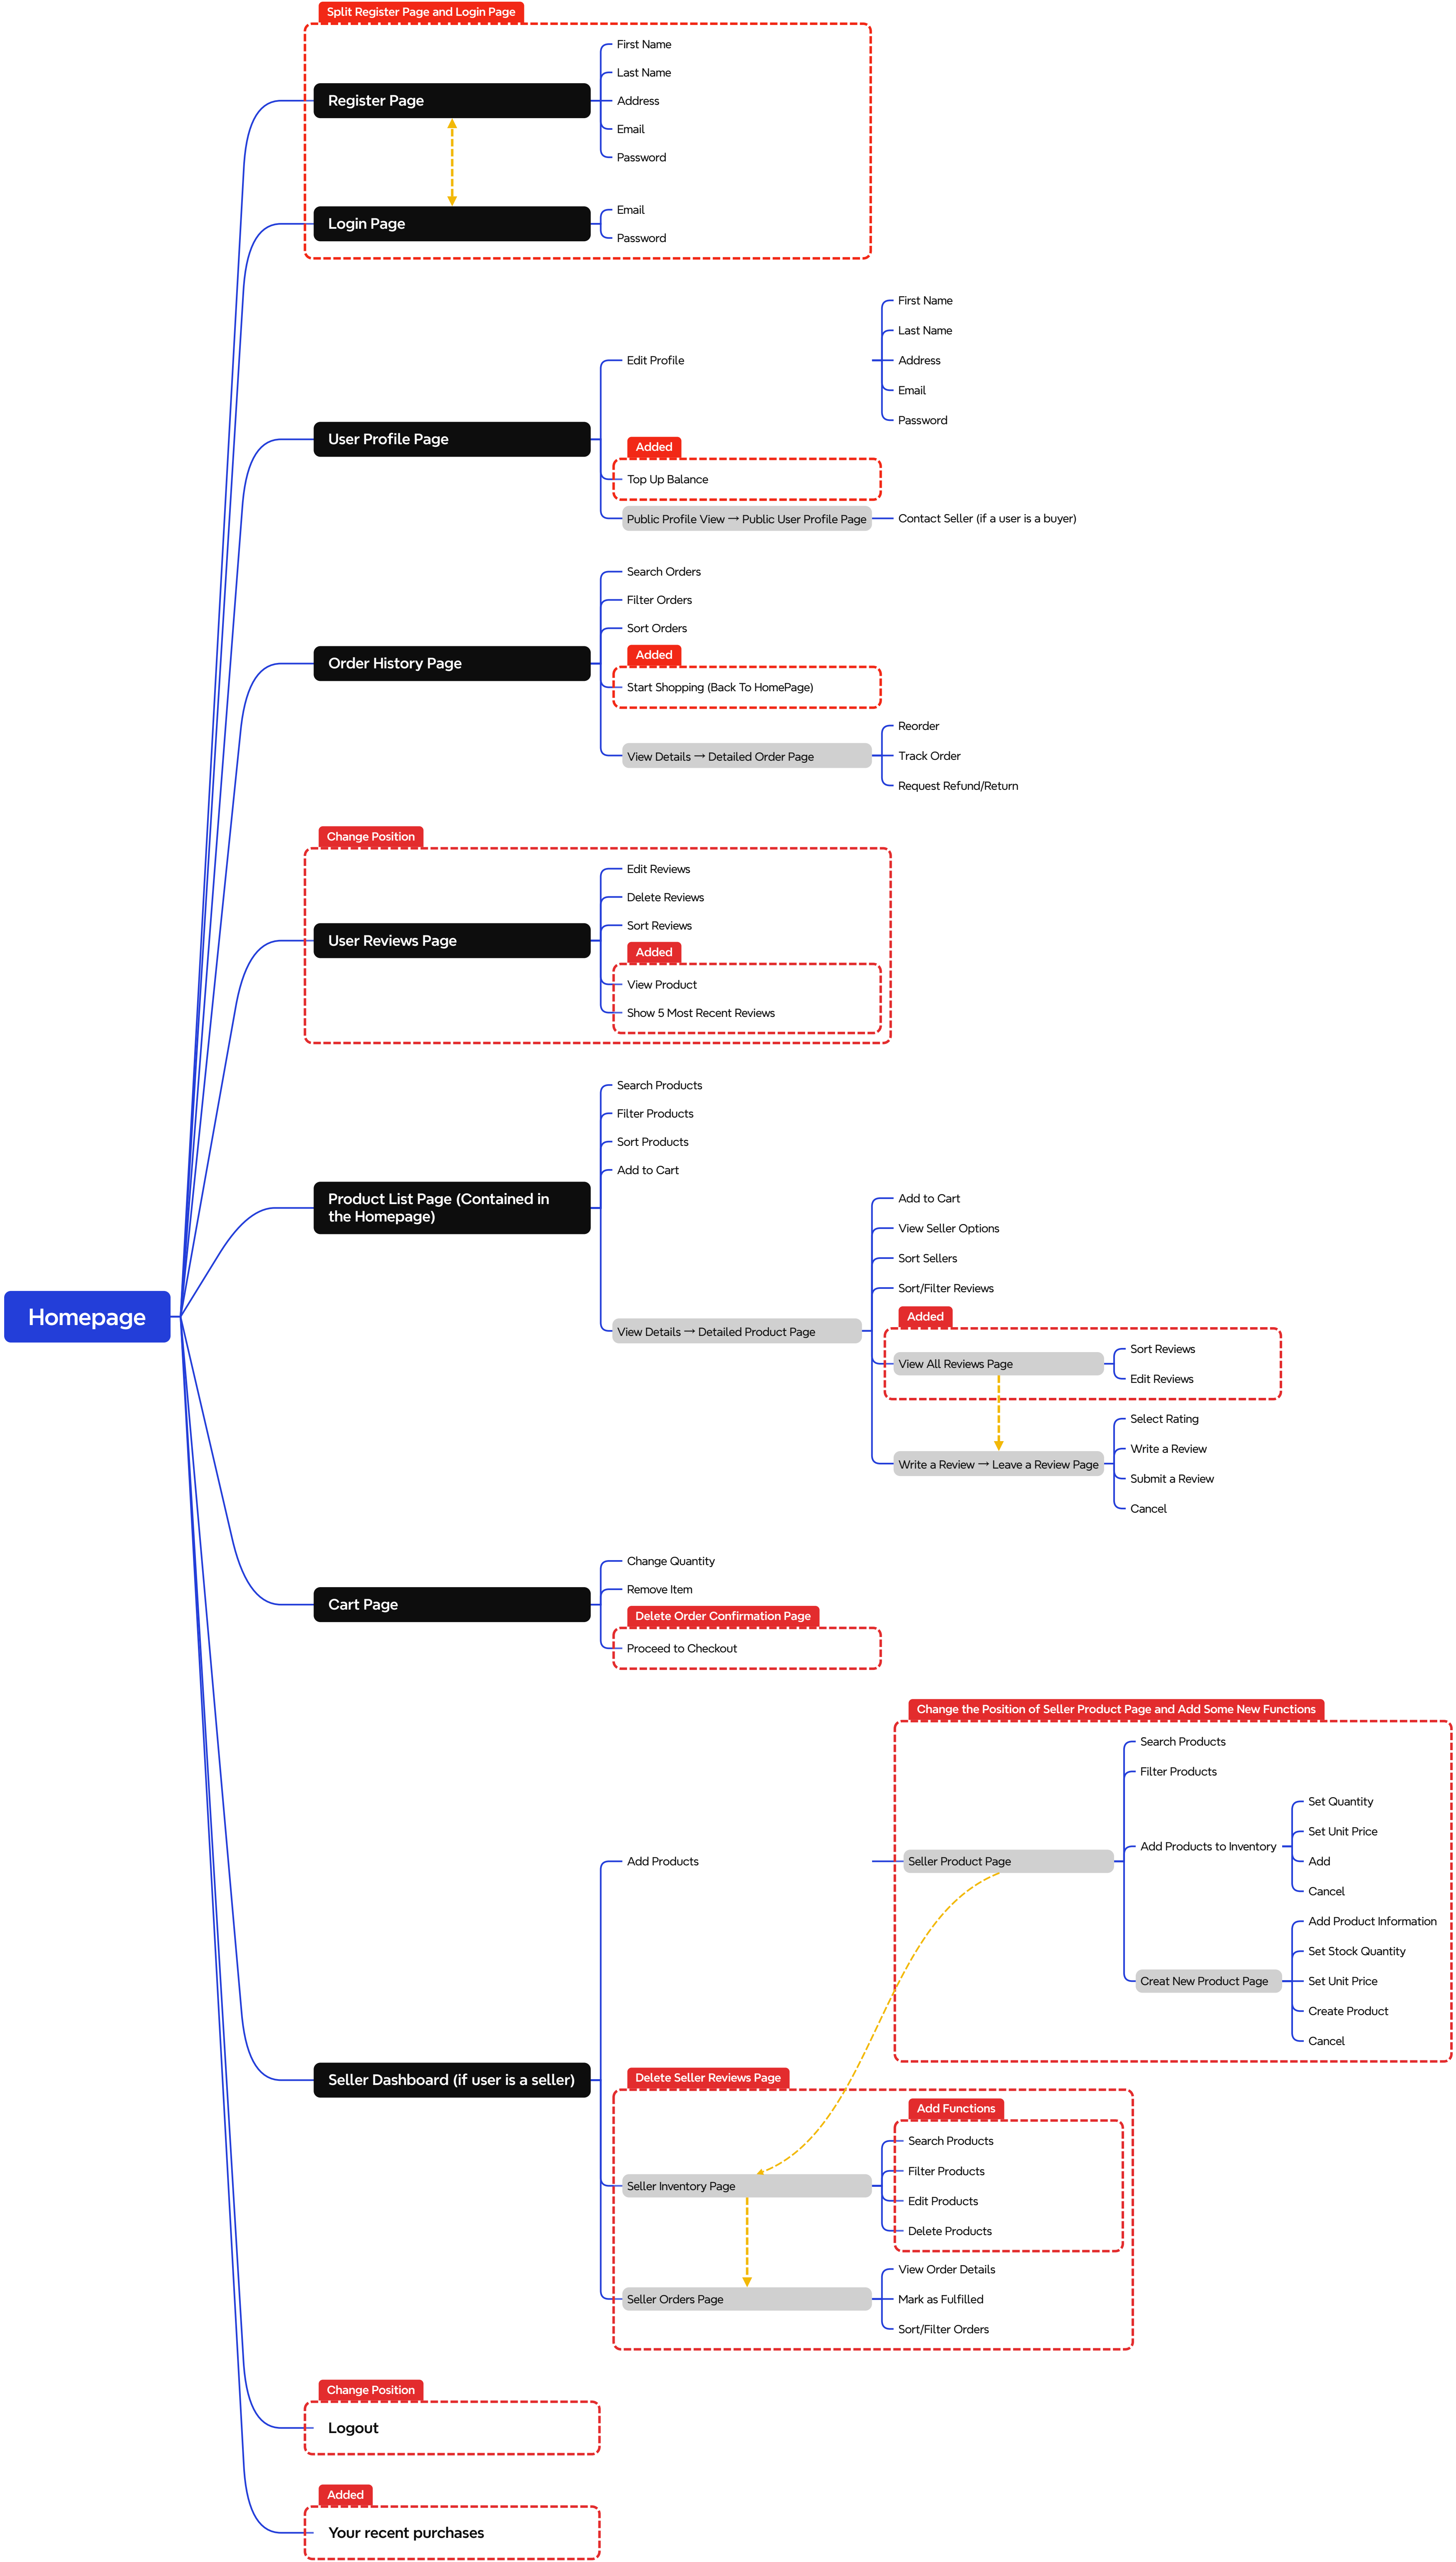 Split Register Page and Login Page
First Name
Last Name
Register Page
Address
Email
Password
Login Page
Email
Password
User Profile Page
Edit Profile
First Name
Last Name
Address
Email
Password
Added
Top Up Balance
Public Profile View → Public User Profile Page
Contact Seller (if a user is a buyer)
Order History Page
Search Orders
Filter Orders
Sort Orders
Added
Start Shopping (Back To HomePage)
View Details → Detailed Order Page
Reorder
Track Order
Request Refund/Return
Change Position
User Reviews Page
Edit Reviews
Delete Reviews
Sort Reviews
Added
View Product
Show 5 Most Recent Reviews
Product List Page (Contained in
the Homepage)
Search Products
Filter Products
Sort Products
Add to Cart
Homepage
View Details → Detailed Product Page
Add to Cart
View Seller Options
Sort Sellers
Sort/Filter Reviews
Added
View All Reviews Page
Sort Reviews
Edit Reviews
Write a Review → Leave a Review Page
Select Rating
Write a Review
Submit a Review
Cancel
Cart Page
Change Quantity
Remove Item
Delete Order Confirmation Page
Proceed to Checkout
Change the Position of Seller Product Page and Add Some New Functions
Seller Dashboard (if user is a seller)
Add Products
Seller Product Page
Search Products
Filter Products
Add Products to Inventory
Set Quantity
Set Unit Price
Add
Cancel
Creat New Product Page
Add Product Information
Set Stock Quantity
Set Unit Price
Create Product
Cancel
Delete Seller Reviews Page
Add Functions
Seller Inventory Page
Search Products
Filter Products
Edit Products
Delete Products
Seller Orders Page
View Order Details
Mark as Fulfilled
Sort/Filter Orders
Change Position
Logout
Added
Your recent purchases